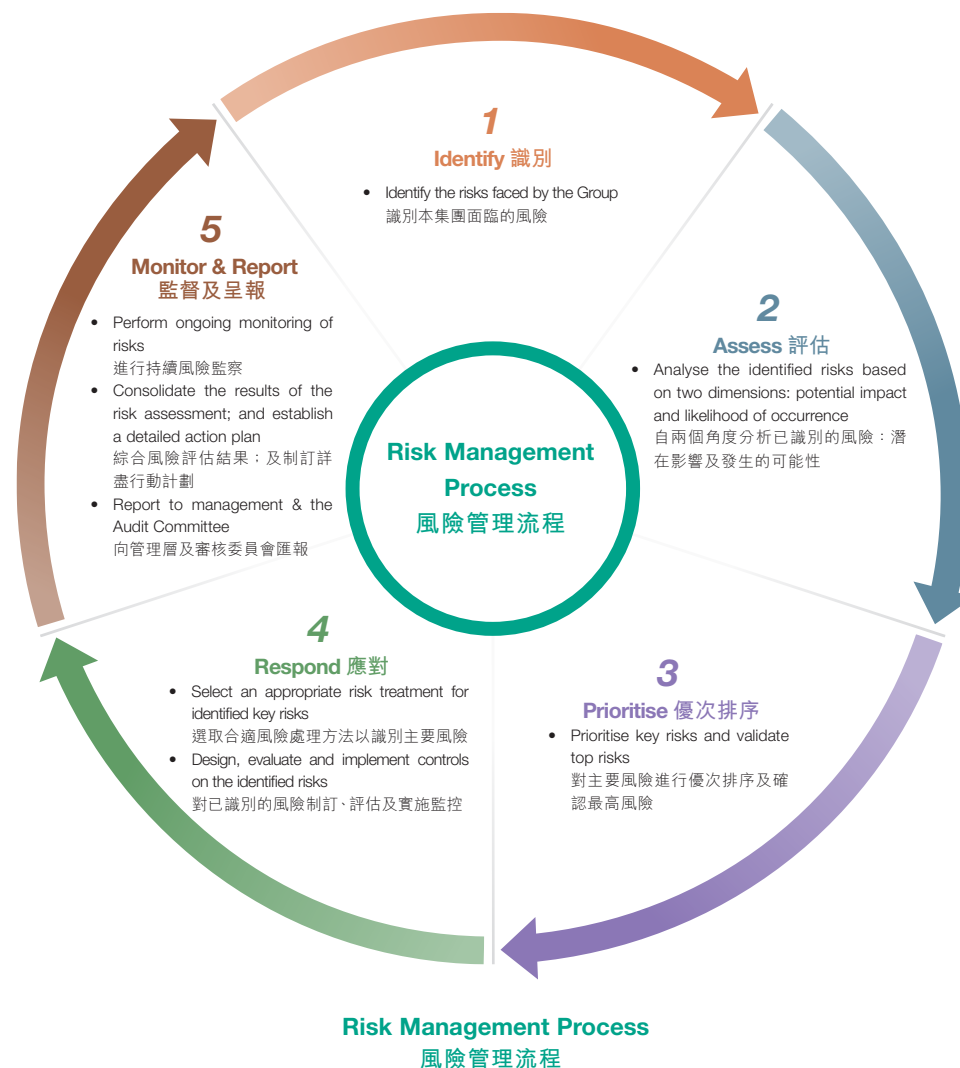 1
Identify 識別
• Identify the risks faced by the Group
識別本集團面臨的風險
2
Assess 評估
• Analyse the identified risks based
on two dimensions: potential impact
and likelihood of occurrence
自兩個角度分析已識別的風險：潛
在影響及發生的可能性
3
Prioritise 優次排序
• Prioritise key risks and validate
top risks
對主要風險進行優次排序及確
認最高風險
4
Respond 應對
• Select an appropriate risk treatment for
identified key risks
選取合適風險處理方法以識別主要風險
• Design, evaluate and implement controls
on the identified risks
對已識別的風險制訂、評估及實施監控
5
Monitor & Report
監督及呈報
• Perform ongoing monitoring of
risks
進行持續風險監察
• Consolidate the results of the
risk assessment; and establish
a detailed action plan
綜合風險評估結果；及制訂詳
盡行動計劃
• Report to management & the
Audit Committee
向管理層及審核委員會匯報
Risk Management
Process
風險管理流程
Risk Management Process
風險管理流程